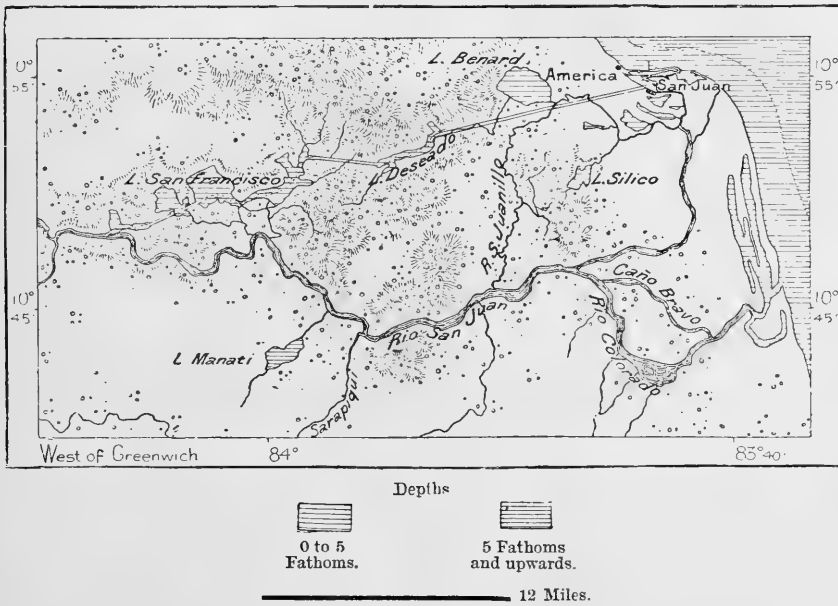 L. Benard
America
0°
55'
10°
55'
San Juan
L. Deseado
L. San Francisco
L. Silico
R. S. Juanillo
Caño Bravo
10°
45'
10°
45'
Rio San Juan
Rio Colorado
L Manati
Sarapiqui
West of Greenwich
84°
83°40'
Depths
0 to 5
Fathoms.
5 Fathoms
and upwards.
12 Miles.